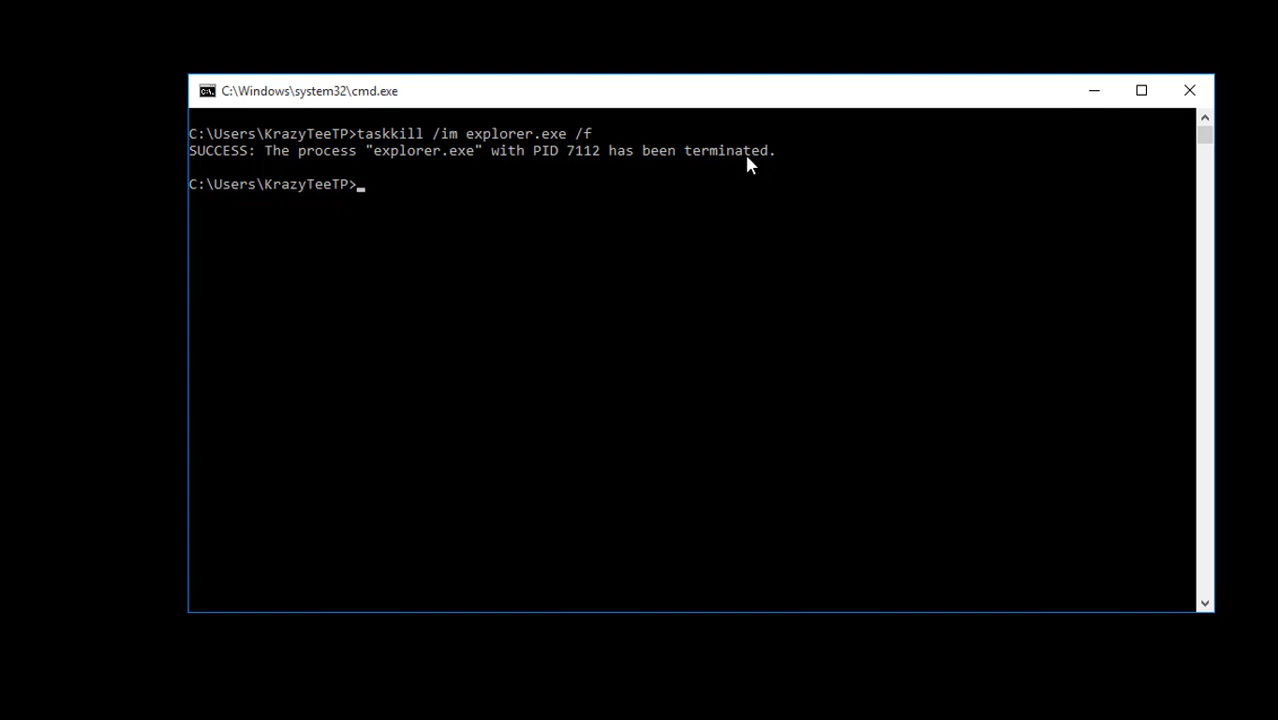 C:\Windows\system32\cmd.exe
C:\Users\KrazyTeeTP>taskkill /im explorer.exe /f
SUCCESS: The process "explorer.exe" with PID 7112 has been terminated.
C:\Users\KrazyTeeTP>